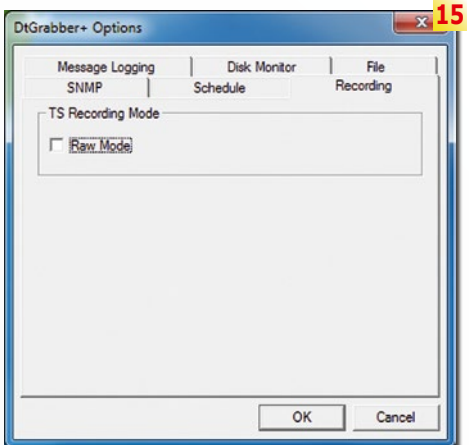 15
DtGrabber+ Options
Message Logging Disk Monitor File
SNMP Schedule Recording
TS Recording Mode
Raw Mode
OK Cancel